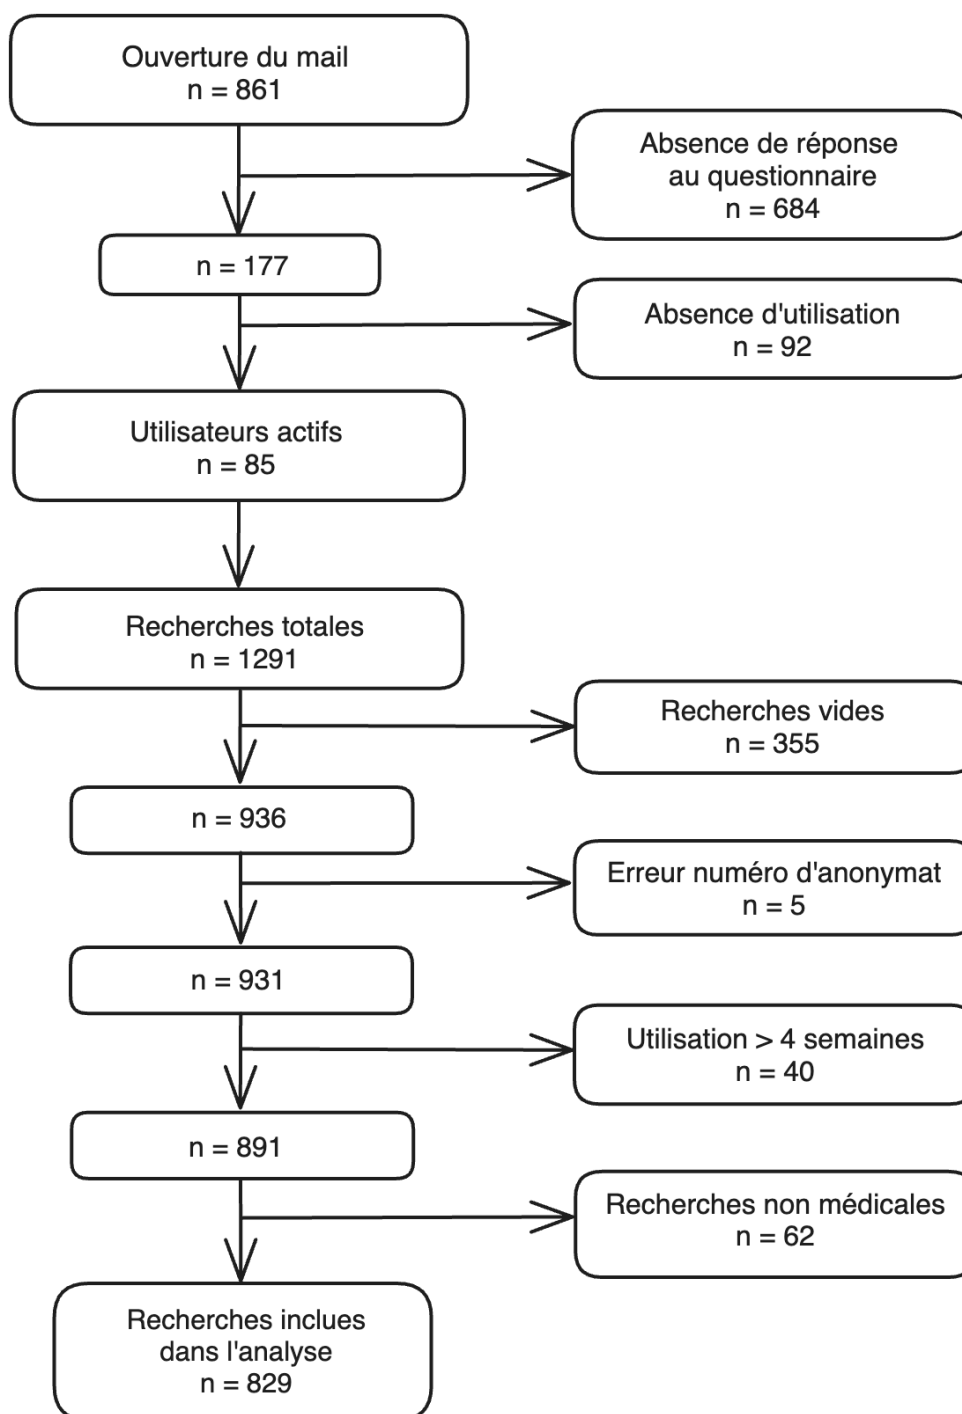 Ouverture du mail
n = 861
Absence de réponse
au questionnaire
n = 684
n = 177
Absence d'utilisation
n = 92
Utilisateurs actifs
n = 85
Recherches totales
n = 1291
Recherches vides
n = 355
n = 936
Erreur numéro d'anonymat
n = 5
n = 931
Utilisation > 4 semaines
n = 40
n = 891
Recherches non médicales
n = 62
Recherches inclues
dans l'analyse
n = 829